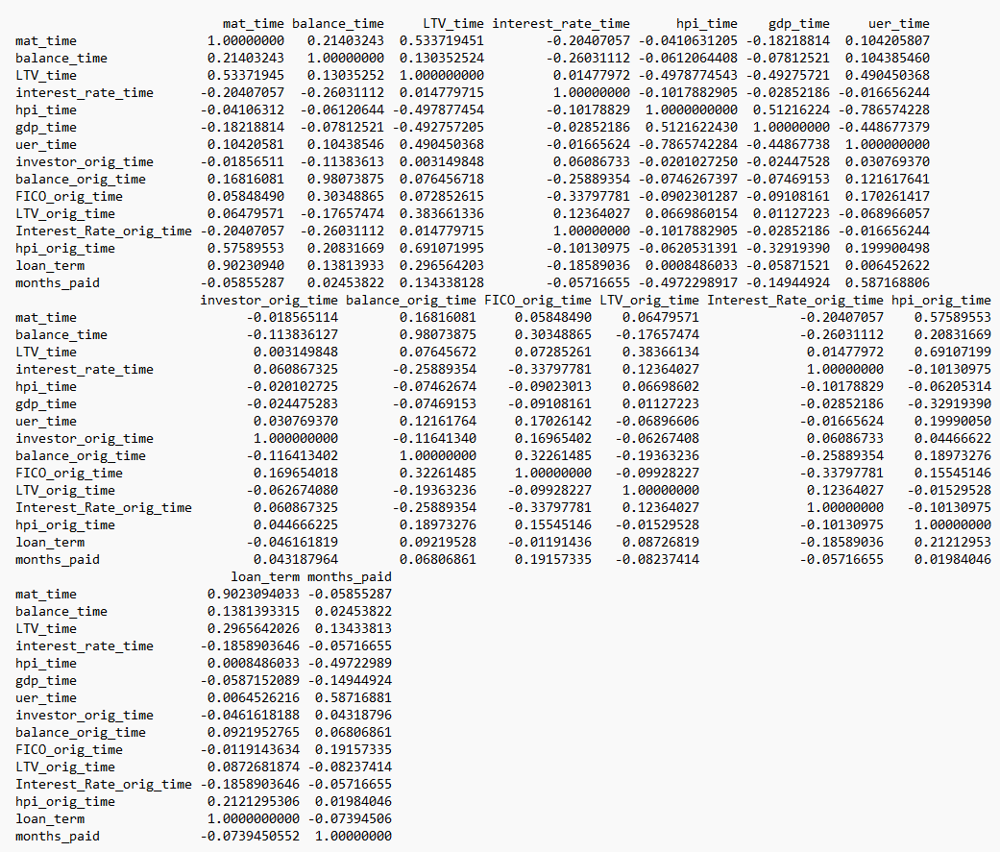 mat_time balance_time LTV_time interest_rate_time hpi_time gdp_time uer_time
mat_time 1.00000000 0.21403243 0.533719451 -0.20407057 -0.0410631205 -0.18218814 0.104205807
balance_time 0.21403243 1.00000000 0.130352524 -0.26031112 -0.0612064408 -0.07812521 0.104385460
LTV_time 0.53371945 0.13035252 1.000000000 0.01477972 -0.4978774543 -0.49275721 0.490450368
interest_rate_time -0.20407057 -0.26031112 0.014779715 1.00000000 -0.1017882905 -0.02852186 -0.016656244
hpi_time -0.04106312 -0.06120644 -0.497877454 -0.10178829 1.0000000000 0.51216224 -0.786574228
gdp_time -0.18218814 -0.07812521 -0.492757205 -0.02852186 0.5121622430 1.00000000 -0.448677379
uer_time 0.10420581 0.10438546 0.490450368 -0.01665624 -0.7865742284 -0.44867738 1.000000000
investor_orig_time -0.01856511 -0.11383613 0.003149848 0.06086733 -0.0201027250 -0.02447528 0.030769370
balance_orig_time 0.16816081 0.98073875 0.076456718 -0.25889354 -0.0746267397 -0.07469153 0.121617641
FICO_orig_time 0.05848490 0.30348865 0.072852615 -0.33797781 -0.0902301287 -0.09108161 0.170261417
LTV_orig_time 0.06479571 -0.17657474 0.383661336 0.12364027 0.0669860154 0.01127223 -0.068966057
Interest_Rate_orig_time -0.20407057 -0.26031112 0.014779715 1.00000000 -0.1017882905 -0.02852186 -0.016656244
hpi_orig_time 0.57589553 0.20831669 0.691071995 -0.10130975 -0.0620531391 -0.32919390 0.199900498
loan_term 0.90230940 0.13813933 0.296564203 -0.18589036 0.0008486033 -0.05871521 0.006452622
months_paid -0.05855287 0.02453822 0.134338128 -0.05716655 -0.4972298917 -0.14944924 0.587168806
investor_orig_time balance_orig_time FICO_orig_time LTV_orig_time Interest_Rate_orig_time hpi_orig_time
mat_time -0.018565114 0.16816081 0.05848490 0.06479571 -0.20407057 0.57589553
balance_time -0.113836127 0.98073875 0.30348865 -0.17657474 -0.26031112 0.20831669
LTV_time 0.003149848 0.07645672 0.07285261 0.38366134 0.01477972 0.69107199
interest_rate_time 0.060867325 -0.25889354 -0.33797781 0.12364027 1.00000000 -0.10130975
hpi_time -0.020102725 -0.07462674 -0.09023013 0.06698602 -0.10178829 -0.06205314
gdp_time -0.024475283 -0.07469153 -0.09108161 0.01127223 -0.02852186 -0.32919390
uer_time 0.030769370 0.12161764 0.17026142 -0.06896606 -0.01665624 0.19990050
investor_orig_time 1.000000000 -0.11641340 0.16965402 -0.06267408 0.06086733 0.04466622
balance_orig_time -0.116413402 1.00000000 0.32261485 -0.19363236 -0.25889354 0.18973276
FICO_orig_time 0.169654018 0.32261485 1.00000000 -0.09928227 -0.33797781 0.15545146
LTV_orig_time -0.062674080 -0.19363236 -0.09928227 1.00000000 0.12364027 -0.01529528
Interest_Rate_orig_time 0.060867325 -0.25889354 -0.33797781 0.12364027 1.00000000 -0.10130975
hpi_orig_time 0.044666225 0.18973276 0.15545146 -0.01529528 -0.10130975 1.00000000
loan_term -0.046161819 0.09219528 -0.01191436 0.08726819 -0.18589036 0.21212953
months_paid 0.043187964 0.06806861 0.19157335 -0.08237414 -0.05716655 0.01984046
loan_term months_paid
mat_time 0.9023094033 -0.05855287
balance_time 0.1381393315 0.02453822
LTV_time 0.2965642026 0.13433813
interest_rate_time -0.1858903646 -0.05716655
hpi_time 0.0008486033 -0.49722989
gdp_time -0.0587152089 -0.14944924
uer_time 0.0064526216 0.58716881
investor_orig_time -0.0461618188 0.04318796
balance_orig_time 0.0921952765 0.06806861
FICO_orig_time -0.0119143634 0.19157335
LTV_orig_time 0.0872681874 -0.08237414
Interest_Rate_orig_time -0.1858903646 -0.05716655
hpi_orig_time 0.2121295306 0.01984046
loan_term 1.0000000000 -0.07394506
months_paid -0.0739450552 1.00000000